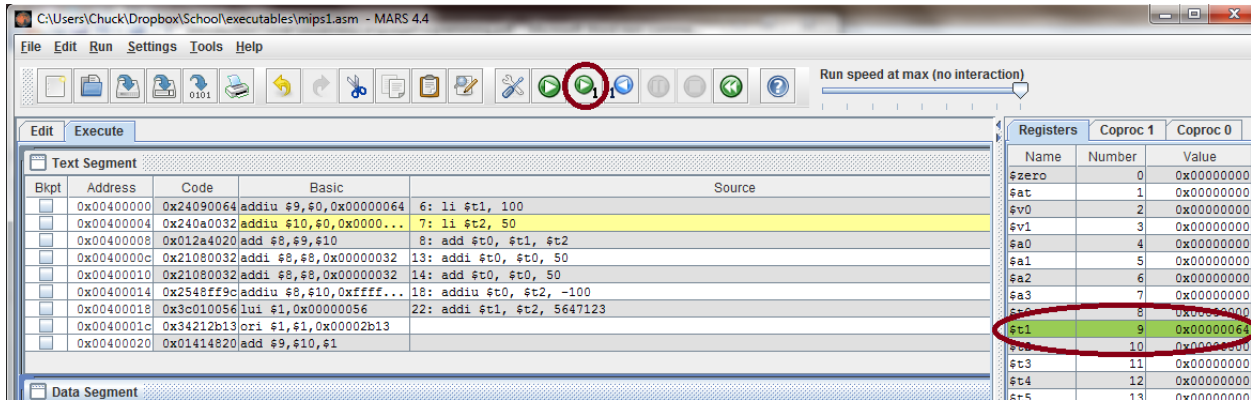 C:\Users\Chuck\Dropbox\School\executables\mips1.asm - MARS 4.4
File Edit Run Settings Tools Help
Run speed at max (no interaction)
0101 1 1
Edit Execute
Registers Coproc 1 Coproc 0
Text Segment
Name Number Value
Bkpt Address Code Basic Source
$zero 0 0x00000000
0x00400000 0x24090064 addiu $9,$0,0x00000064 6: li $t1, 100
$at 1 0x00000000
0x00400004 0x240a0032 addiu $10,$0,0x0000... 7: li $t2, 50
$v0 2 0x00000000
0x00400008 0x012a4020 add $8,$9,$10 8: add $t0, $t1, $t2
$v1 3 0x00000000
0x0040000c 0x21080032 addi $8,$8,0x00000032 13: addi $t0, $t0, 50
$a0 4 0x00000000
0x00400010 0x21080032 addi $8,$8,0x00000032 14: add $t0, $t0, 50
$a1 5 0x00000000
0x00400014 0x2548ff9c addiu $8,$10,0xffff... 18: addiu $t0, $t2, -100
$a2 6 0x00000000
0x00400018 0x3c010056 lui $1,0x00000056 22: addi $t1, $t2, 5647123
$a3 7 0x00000000
0x0040001c 0x34212b13 ori $1,$1,0x00002b13
$t0 8 0x00000000
0x00400020 0x01414820 add $9,$10,$1
$t1 9 0x00000064
$t2 10 0x00000000
$t3 11 0x00000000
$t4 12 0x00000000
Data Segment
$t5 13 0x00000000